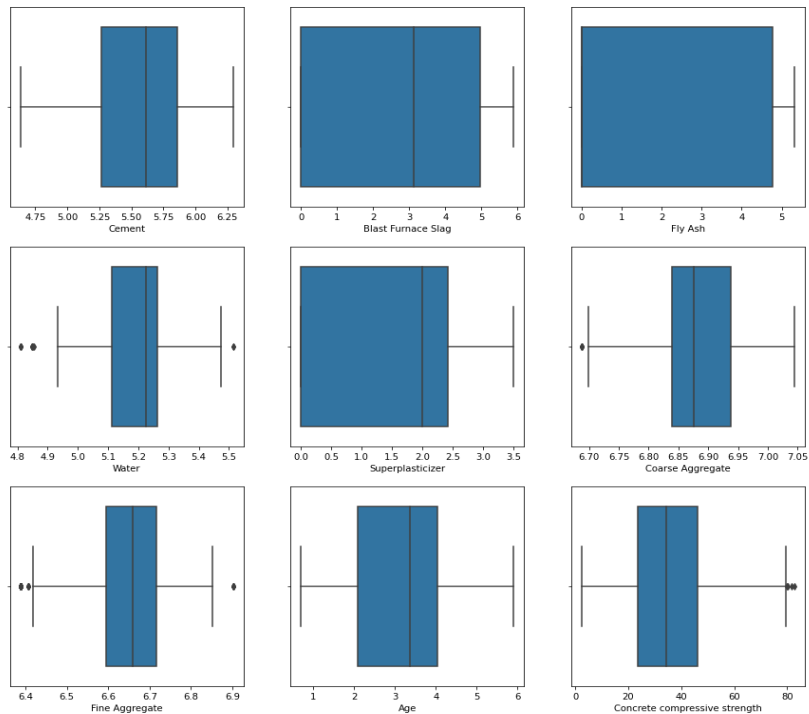 4.75 5.00 5.25 5.50 5.75 6.00 6.25
Cement
0 1 2 3 4 5 6
Blast Furnace Slag
0 1 2 3 4 5
Fly Ash
4.8 4.9 5.0 5.1 5.2 5.3 5.4 5.5
Water
0.0 0.5 1.0 1.5 2.0 2.5 3.0 3.5
Superplasticizer
6.70 6.75 6.80 6.85 6.90 6.95 7.00 7.05
Coarse Aggregate
6.4 6.5 6.6 6.7 6.8 6.9
Fine Aggregate
1 2 3 4 5 6
Age
0 20 40 60 80
Concrete compressive strength